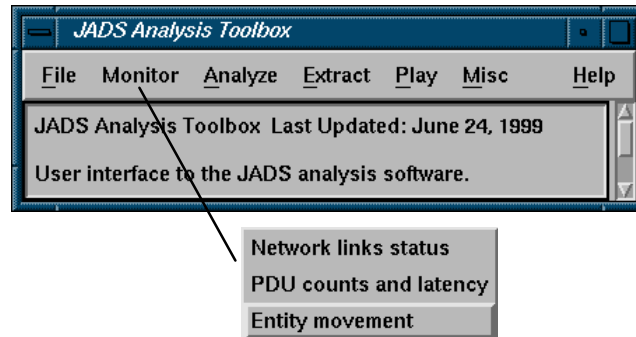 JADS Analysis Toolbox
File Monitor Analyze Extract Play Misc Help
JADS Analysis Toolbox Last Updated: June 24, 1999
User interface to the JADS analysis software.
Network links status
PDU counts and latency
Entity movement